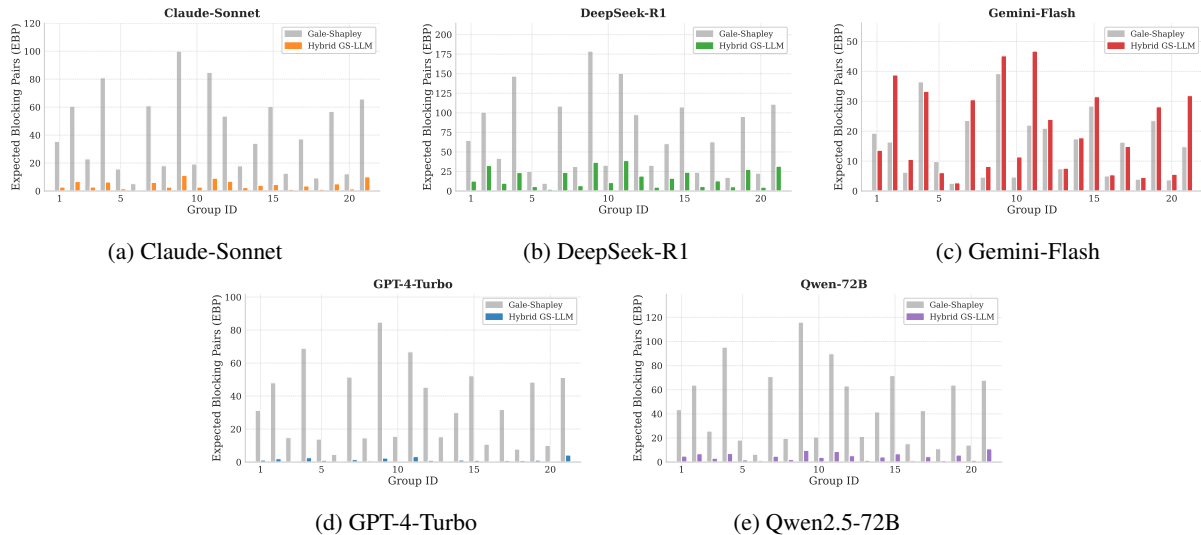 Claude-Sonnet
Expected Blocking Pairs (EBP)
120
100
80
60
40
20
0
Gale-Shapley
Hybrid GS-LLM
1
5
10
15
20
Group ID
(a) Claude-Sonnet
DeepSeek-R1
Expected Blocking Pairs (EBP)
200
175
150
125
100
75
50
25
0
Gale-Shapley
Hybrid GS-LLM
1
5
10
15
20
Group ID
(b) DeepSeek-R1
Gemini-Flash
Expected Blocking Pairs (EBP)
50
40
30
20
10
0
Gale-Shapley
Hybrid GS-LLM
1
5
10
15
20
Group ID
(c) Gemini-Flash
GPT-4-Turbo
Expected Blocking Pairs (EBP)
100
80
60
40
20
0
Gale-Shapley
Hybrid GS-LLM
1
5
10
15
20
Group ID
(d) GPT-4-Turbo
Qwen-72B
Expected Blocking Pairs (EBP)
120
100
80
60
40
20
0
Gale-Shapley
Hybrid GS-LLM
1
5
10
15
20
Group ID
(e) Qwen2.5-72B